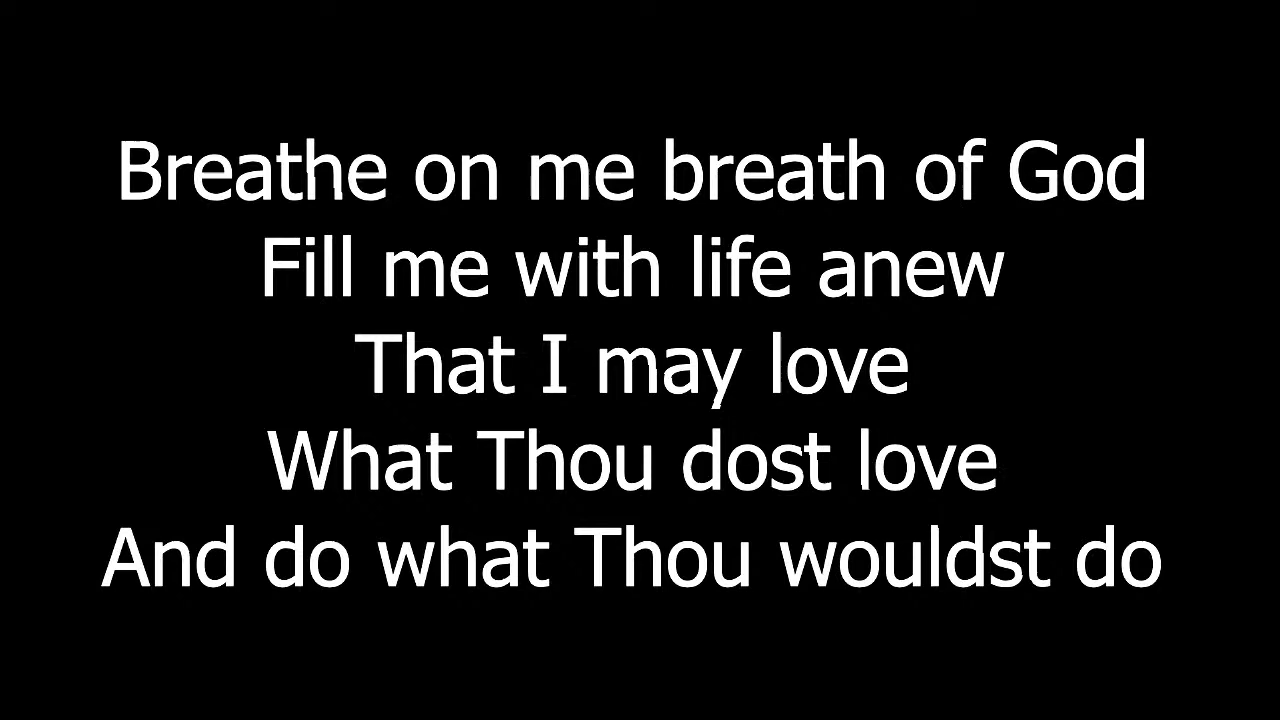 Breathe on me breath of God
Fill me with life anew
That I may love
What Thou dost love
And do what Thou wouldst do